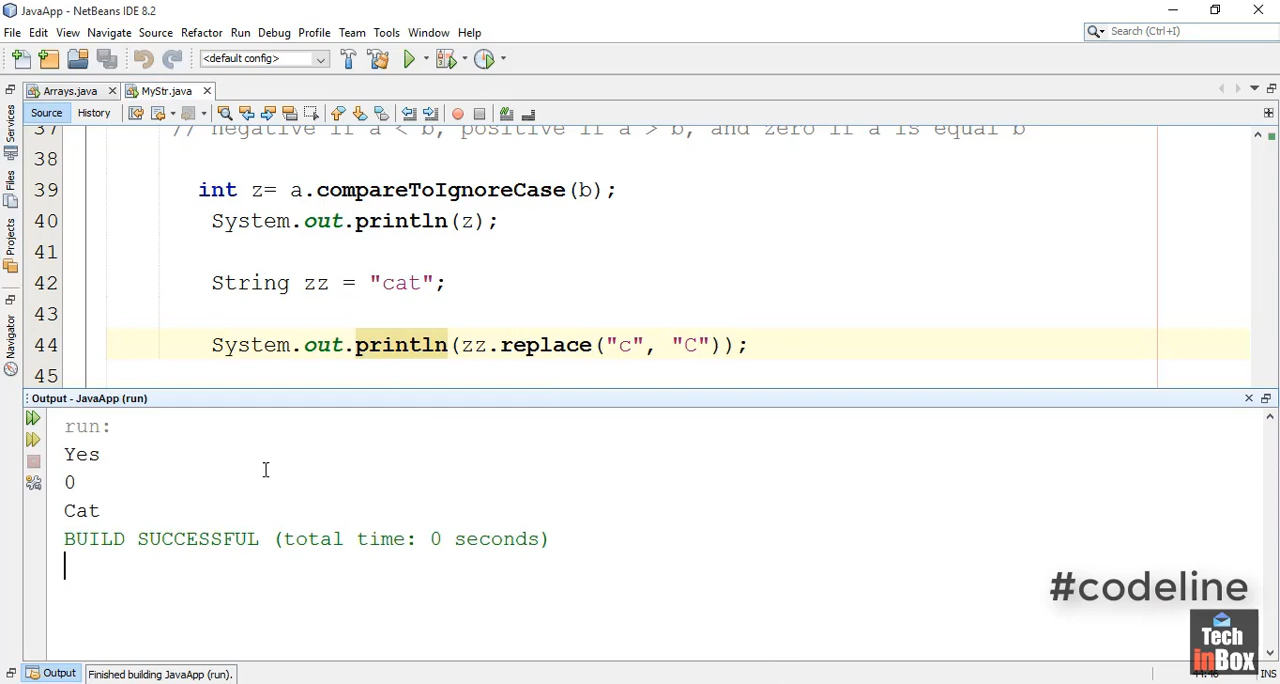 JavaApp - NetBeans IDE 8.2
File Edit View Navigate Source Refactor Run Debug Profile Team Tools Window Help
Search (Ctrl+I)
<default config>
Arrays.java MyStr.java
Source History
Services
Files
Projects
Navigator
37 // negative if a < b, positive if a > b, and zero if a is equal b
38
39 int z= a.compareToIgnoreCase(b);
40 System.out.println(z);
41
42 String zz = "cat";
43
44 System.out.println(zz.replace("c", "C"));
45
Output - JavaApp (run)
run:
Yes
0
Cat
BUILD SUCCESSFUL (total time: 0 seconds)
#codeline
Tech
inBox
Output Finished building JavaApp (run).
INS